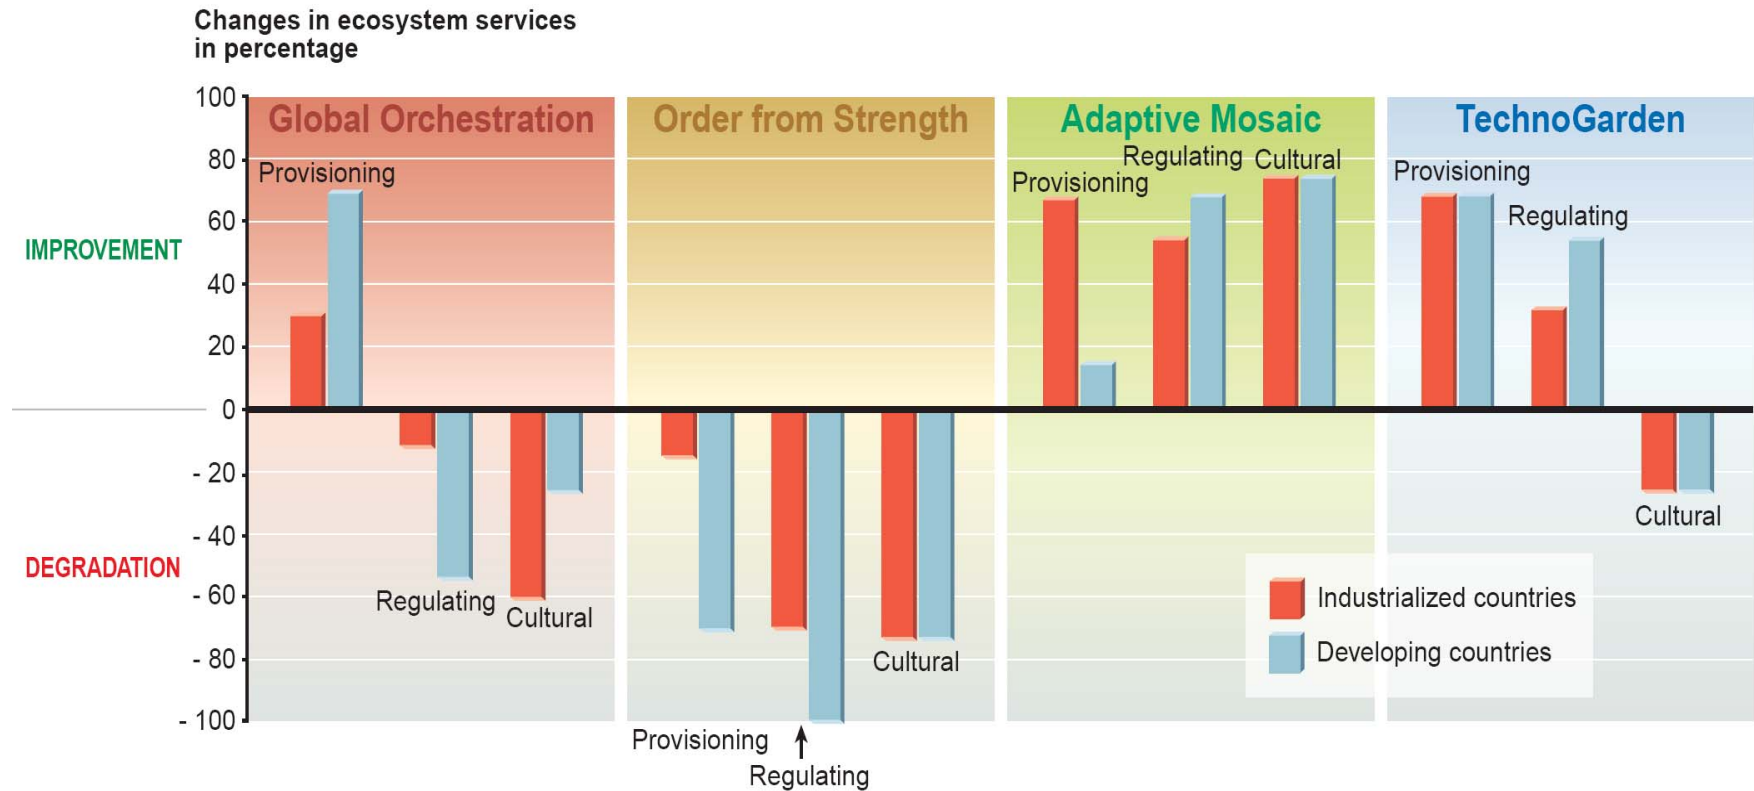 Changes in ecosystem services
in percentage
100
80
60
40
20
0
- 20
- 40
- 60
- 80
- 100
IMPROVEMENT
DEGRADATION
Global Orchestration
Provisioning
Regulating
Cultural
Order from Strength
Provisioning
Regulating
Cultural
Adaptive Mosaic
Provisioning
Regulating
Cultural
TechnoGarden
Provisioning
Regulating
Cultural
Industrialized countries
Developing countries